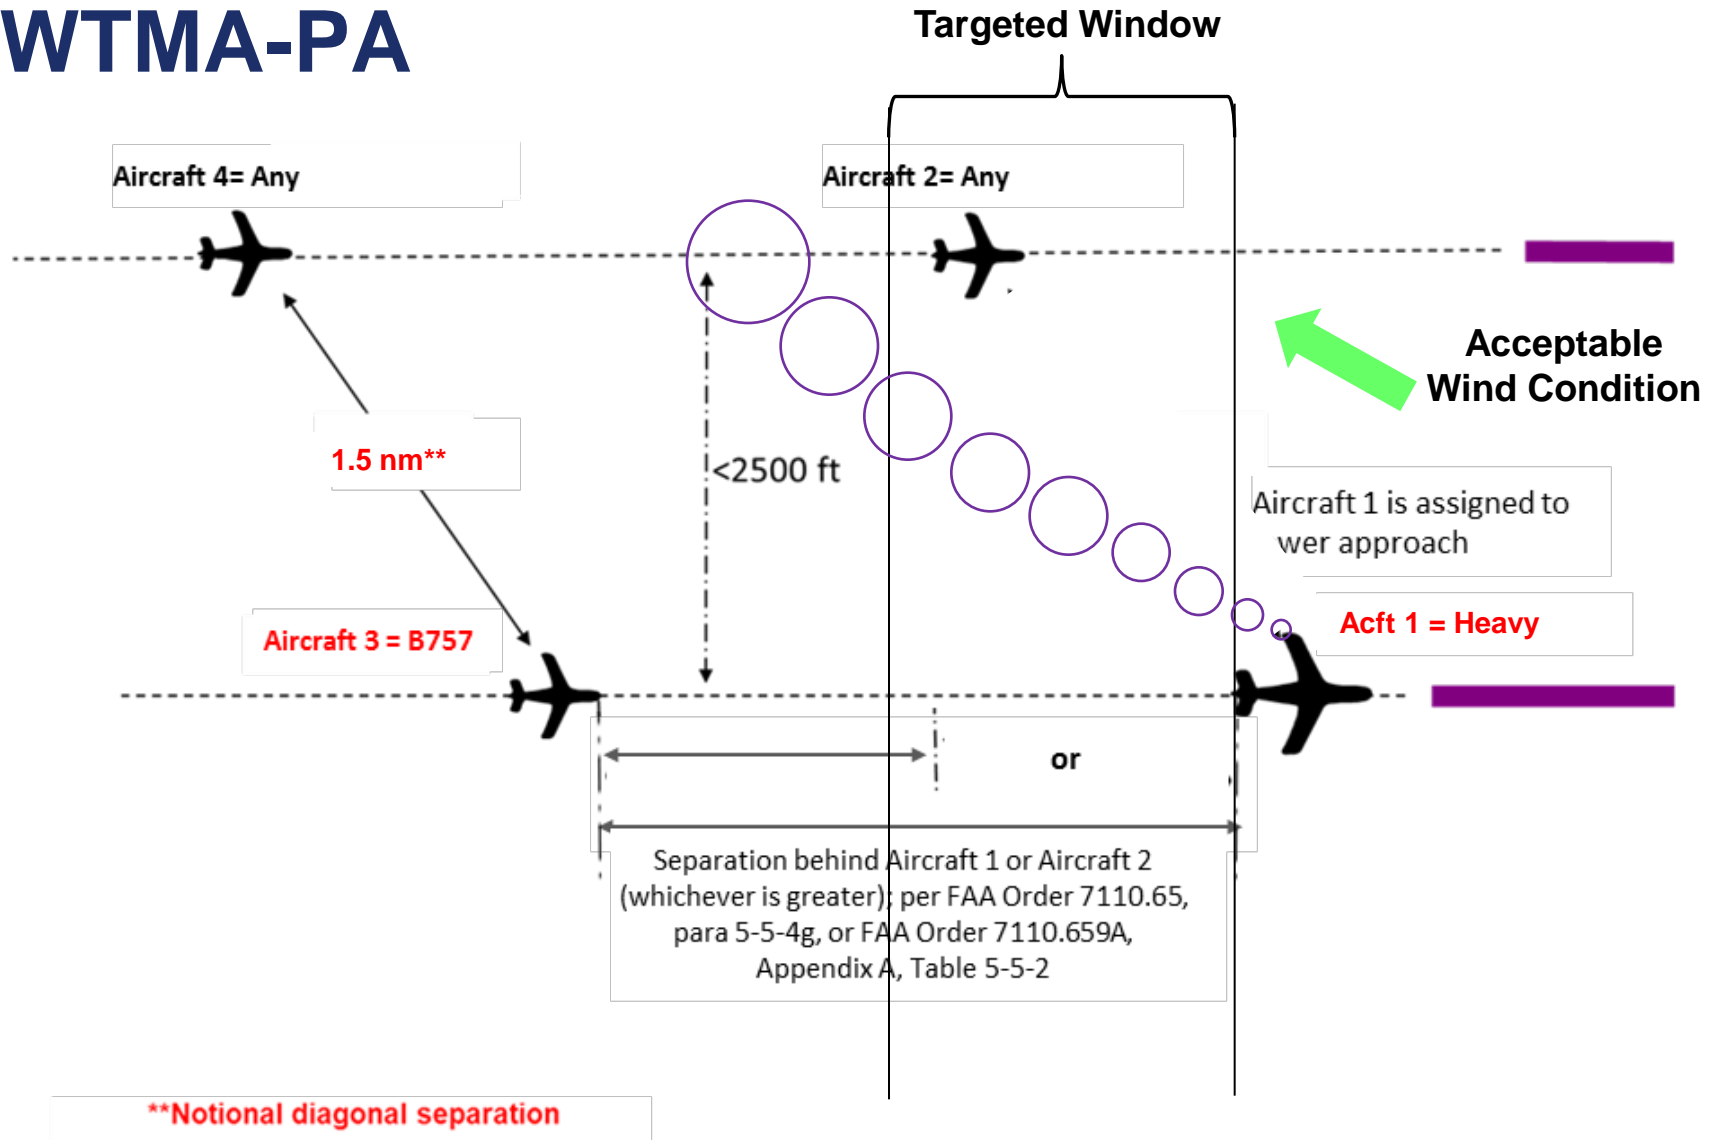 WTMA-PA
Targeted Window
Aircraft 4= Any
Aircraft 2= Any
Acceptable
Wind Condition
1.5 nm**
<2500 ft
Aircraft 1 is assigned to
wer approach
Aircraft 3 = B757
Acft 1 = Heavy
or
Separation behind Aircraft 1 or Aircraft 2
(whichever is greater); per FAA Order 7110.65,
para 5-5-4g, or FAA Order 7110.659A,
Appendix A, Table 5-5-2
**Notional diagonal separation